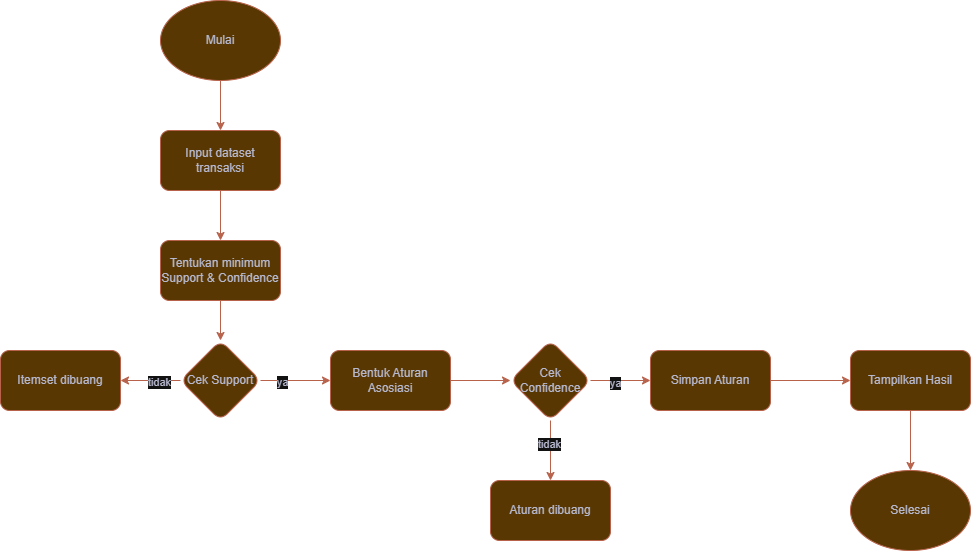 Mulai
Input dataset
transaksi
Tentukan minimum
Support & Confidence
Itemset dibuang
tidak
Cek Support
ya
Bentuk Aturan
Asosiasi
Cek
Confidence
ya
Simpan Aturan
Tampilkan Hasil
tidak
Aturan dibuang
Selesai